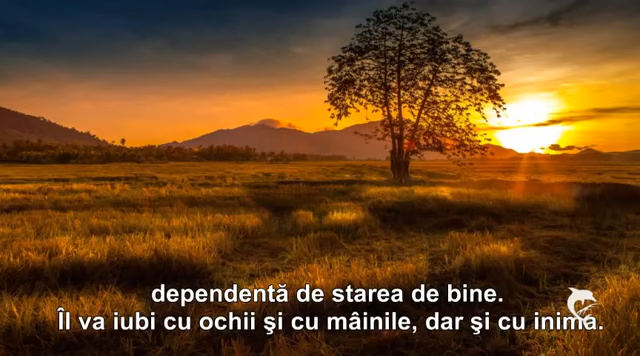 dependentă de starea de bine.
Îl va iubi cu ochii şi cu mâinile, dar şi cu inima.